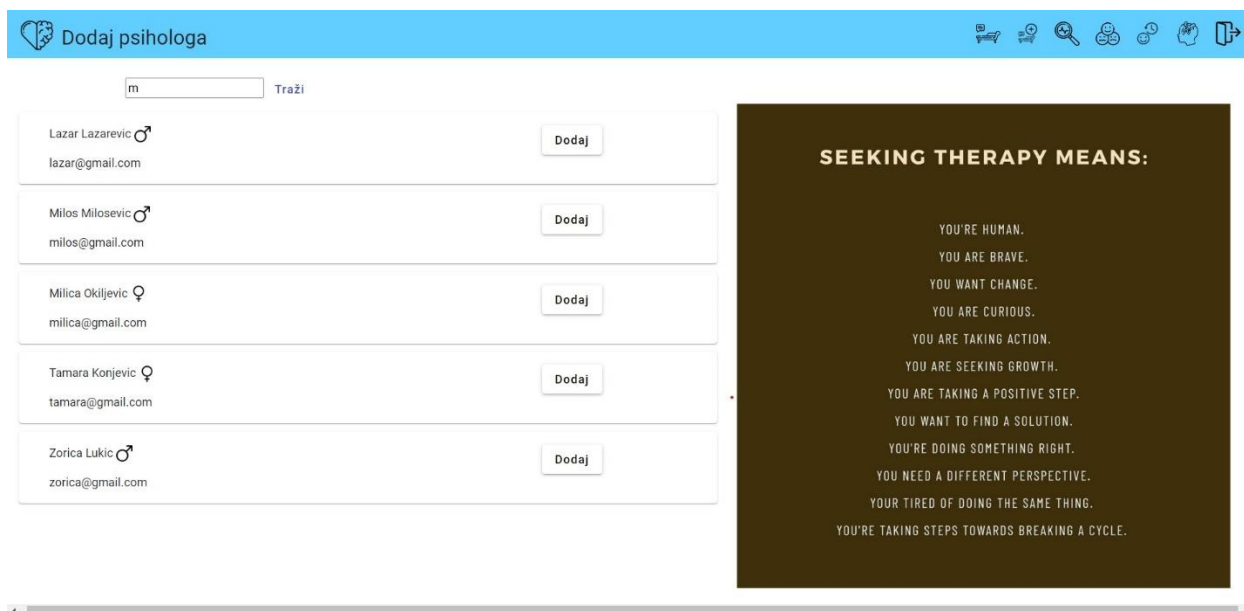 Dodaj psihologa
m
Traži
Lazar Lazarevic
Dodaj
lazar@gmail.com
Milos Milosevic
Dodaj
milos@gmail.com
Milica Okiljevic
Dodaj
milica@gmail.com
Tamara Konjevic
Dodaj
tamara@gmail.com
Zorica Lukic
Dodaj
zorica@gmail.com
SEEKING THERAPY MEANS:
YOU'RE HUMAN.
YOU ARE BRAVE.
YOU WANT CHANGE.
YOU ARE CURIOUS.
YOU ARE TAKING ACTION.
YOU ARE SEEKING GROWTH.
YOU ARE TAKING A POSITIVE STEP.
YOU WANT TO FIND A SOLUTION.
YOU'RE DOING SOMETHING RIGHT.
YOU NEED A DIFFERENT PERSPECTIVE.
YOUR TIRED OF DOING THE SAME THING.
YOU'RE TAKING STEPS TOWARDS BREAKING A CYCLE.